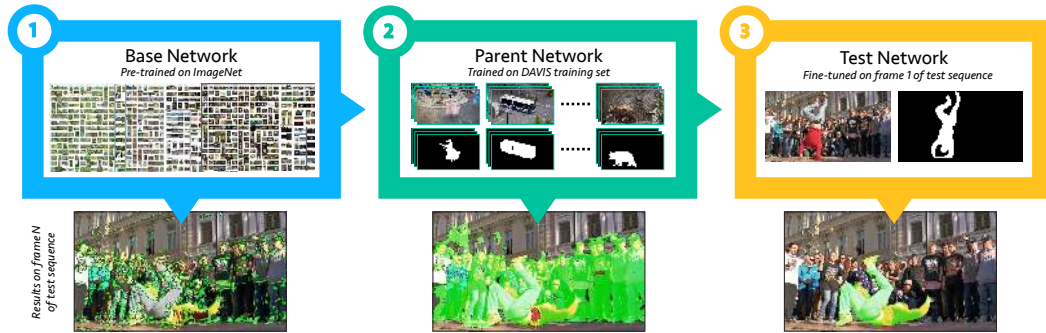 1
Base Network
Pre-trained on ImageNet
2
Parent Network
Trained on DAVIS training set
3
Test Network
Fine-tuned on frame 1 of test sequence
Results on frame N
of test sequence